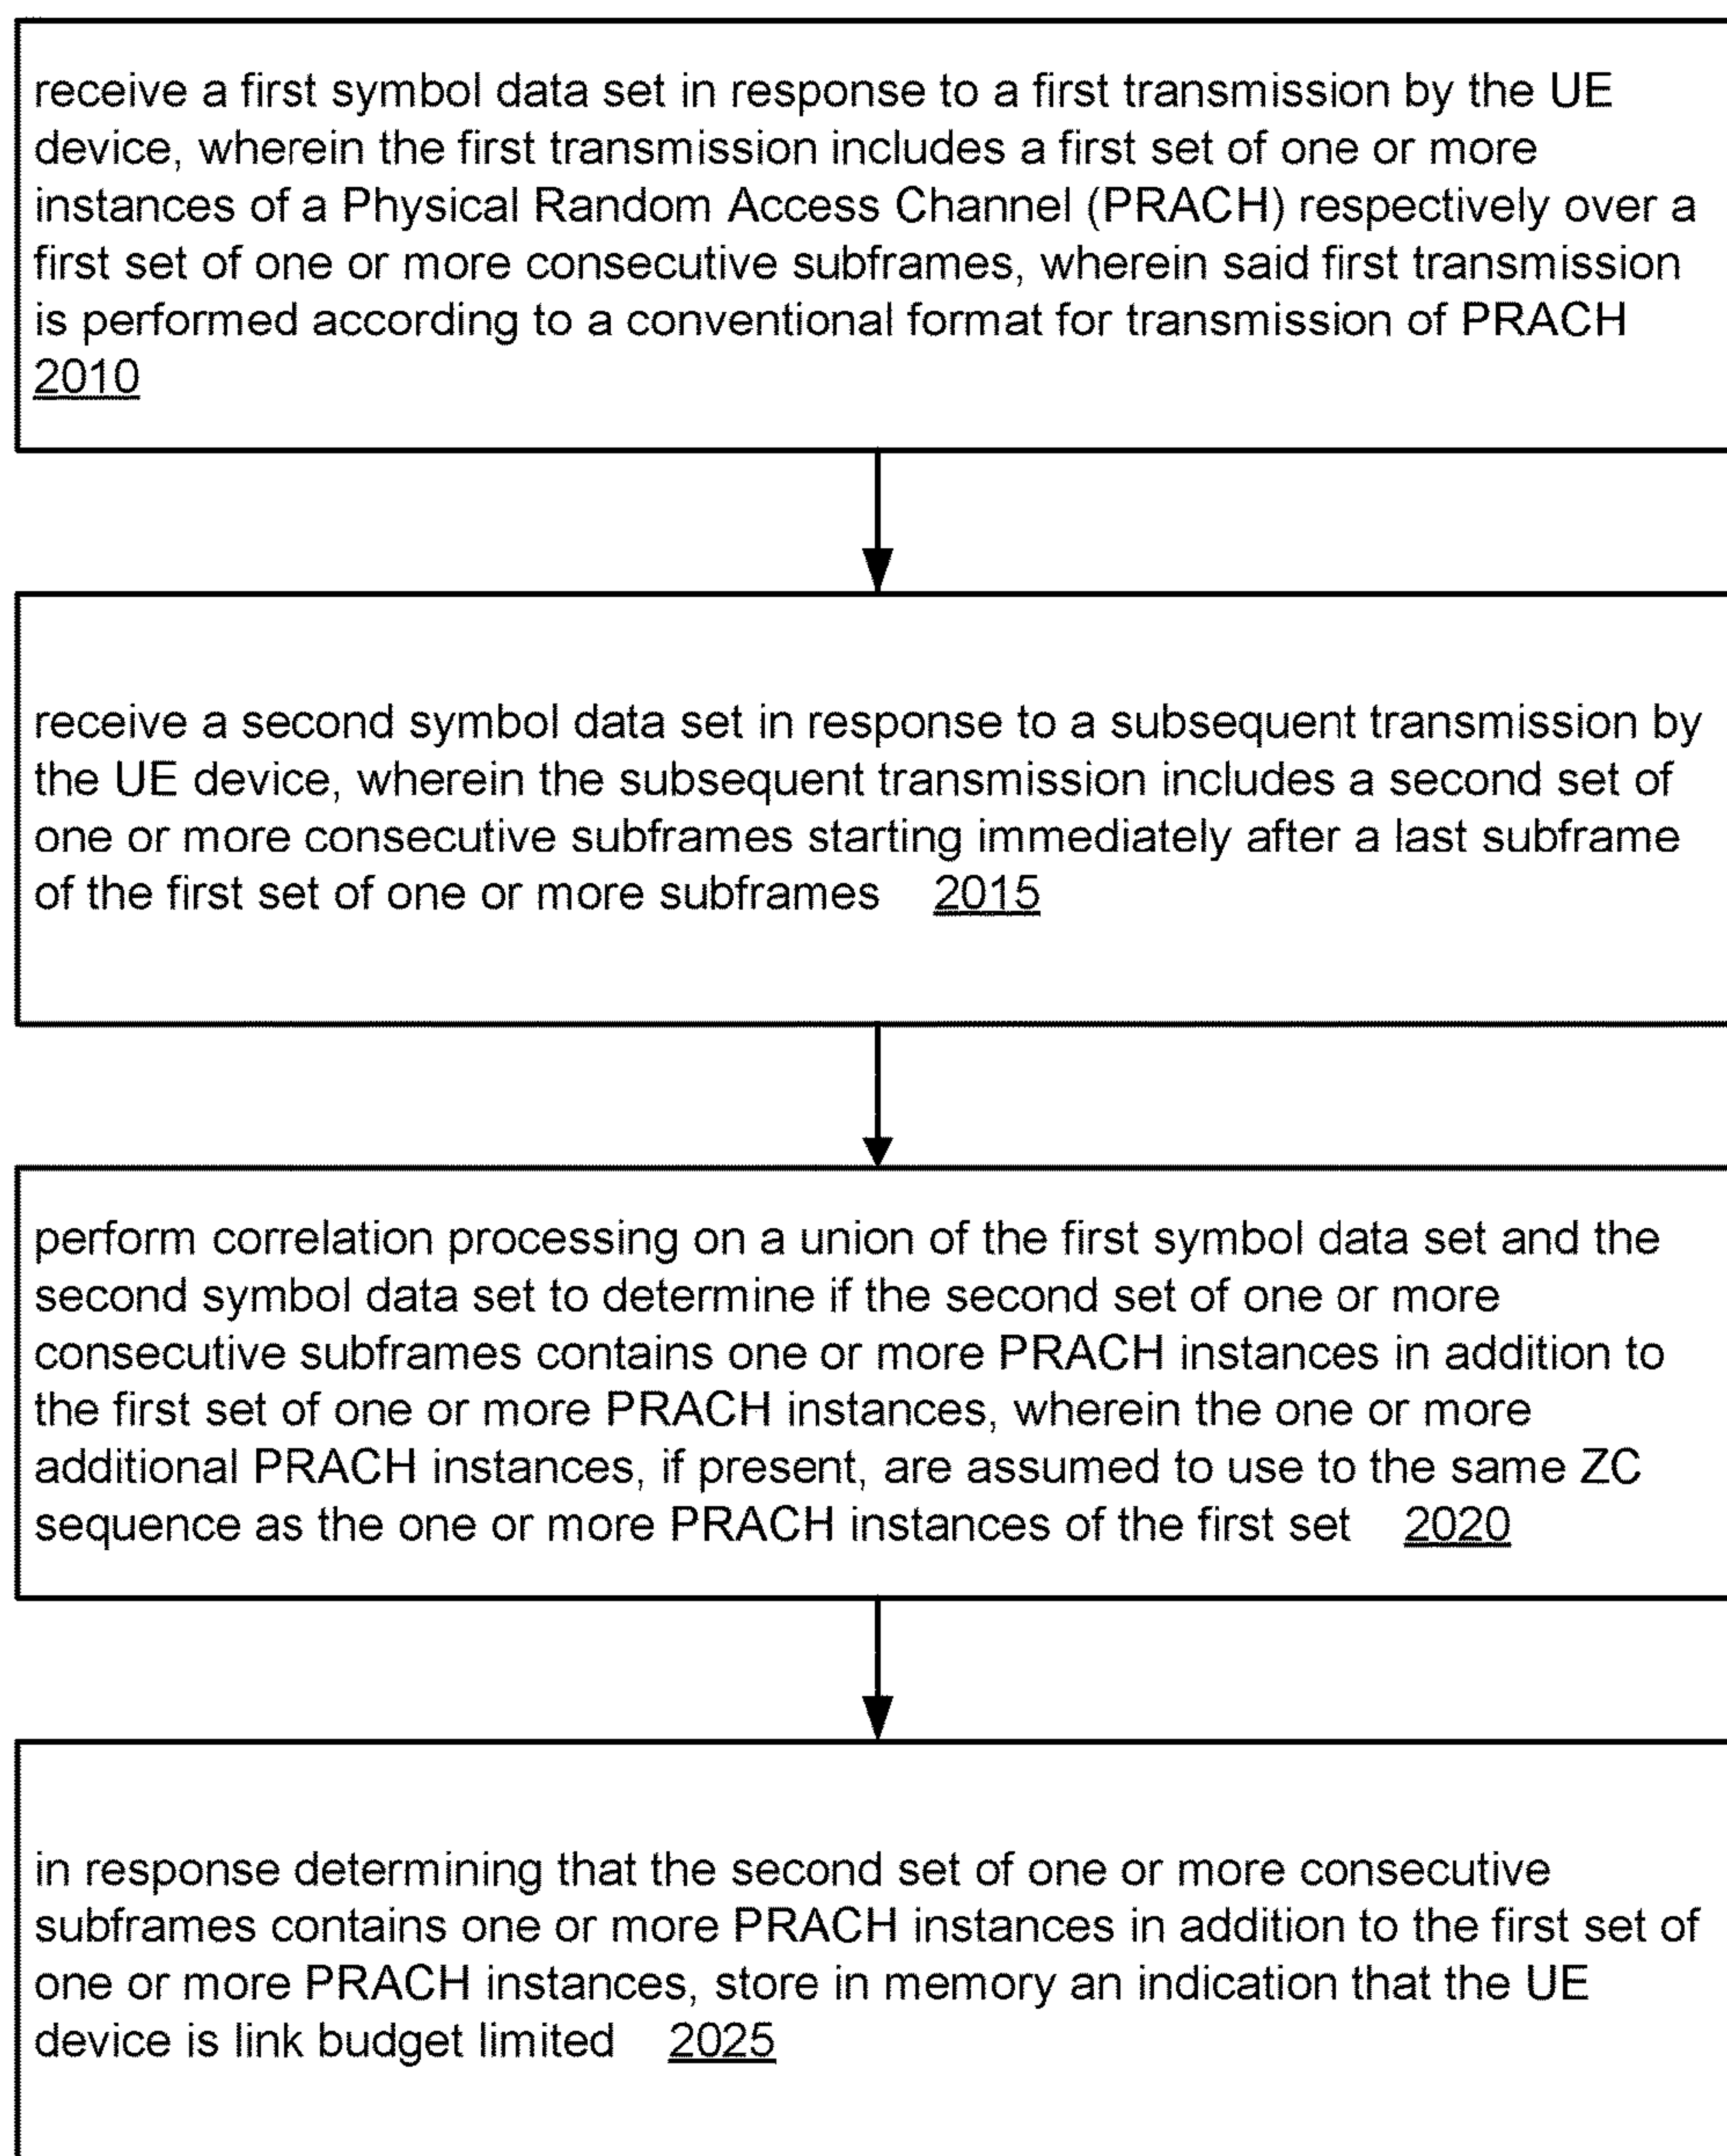 receive a first symbol data set in response to a first transmission by the UE
device, wherein the first transmission includes a first set of one or more
instances of a Physical Random Access Channel (PRACH) respectively over a
first set of one or more consecutive subframes, wherein said first transmission
is performed according to a conventional format for transmission of PRACH
2010
receive a second symbol data set in response to a subsequent transmission by
the UE device, wherein the subsequent transmission includes a second set of
one or more consecutive subframes starting immediately after a last subframe
of the first set of one or more subframes 2015
perform correlation processing on a union of the first symbol data set and the
second symbol data set to determine if the second set of one or more
consecutive subframes contains one or more PRACH instances in addition to
the first set of one or more PRACH instances, wherein the one or more
additional PRACH instances, if present, are assumed to use to the same ZC
sequence as the one or more PRACH instances of the first set 2020
in response determining that the second set of one or more consecutive
subframes contains one or more PRACH instances in addition to the first set of
one or more PRACH instances, store in memory an indication that the UE
device is link budget limited 2025